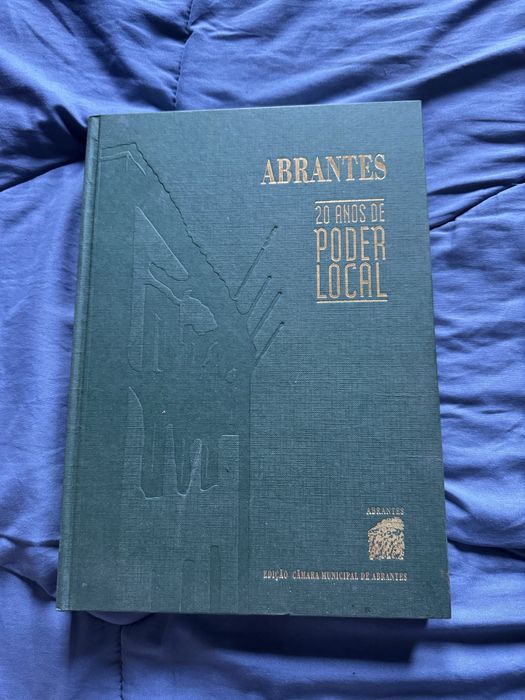 ABRANTES
20 ANOS DE
PODER
LOCAL
ABRANTES
EDIÇÃO CÂMARA MUNICIPAL DE ABRANTES